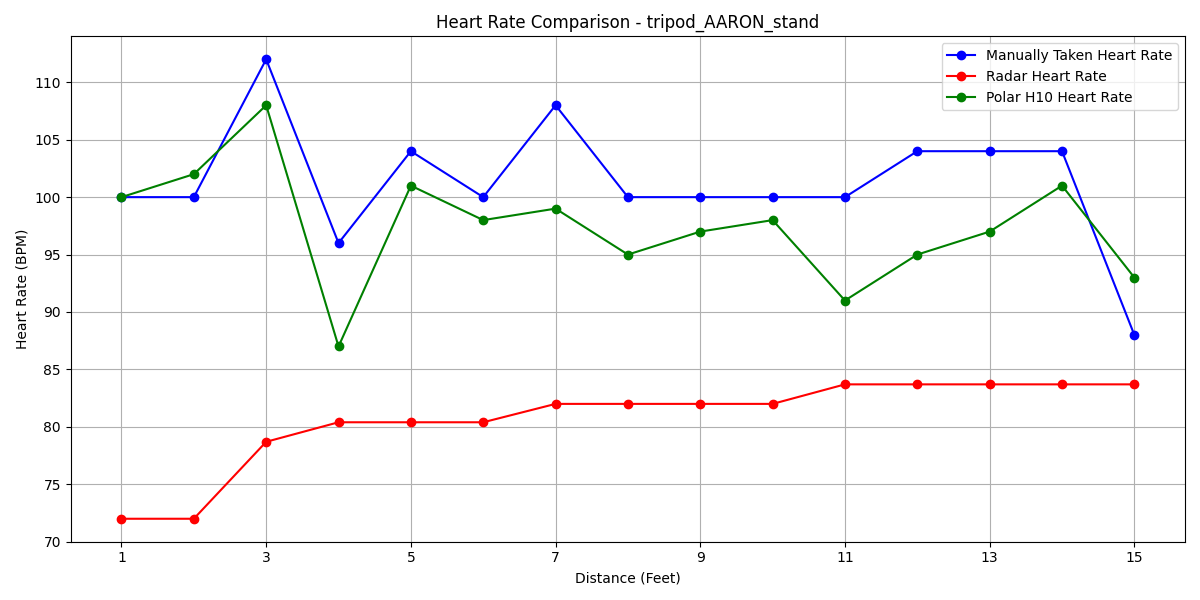 Heart Rate Comparison - tripod_AARON_stand
Manually Taken Heart Rate
Radar Heart Rate
Polar H10 Heart Rate
Heart Rate (BPM)
110
105
100
95
90
85
80
75
70
1 3 5 7 9 11 13 15
Distance (Feet)